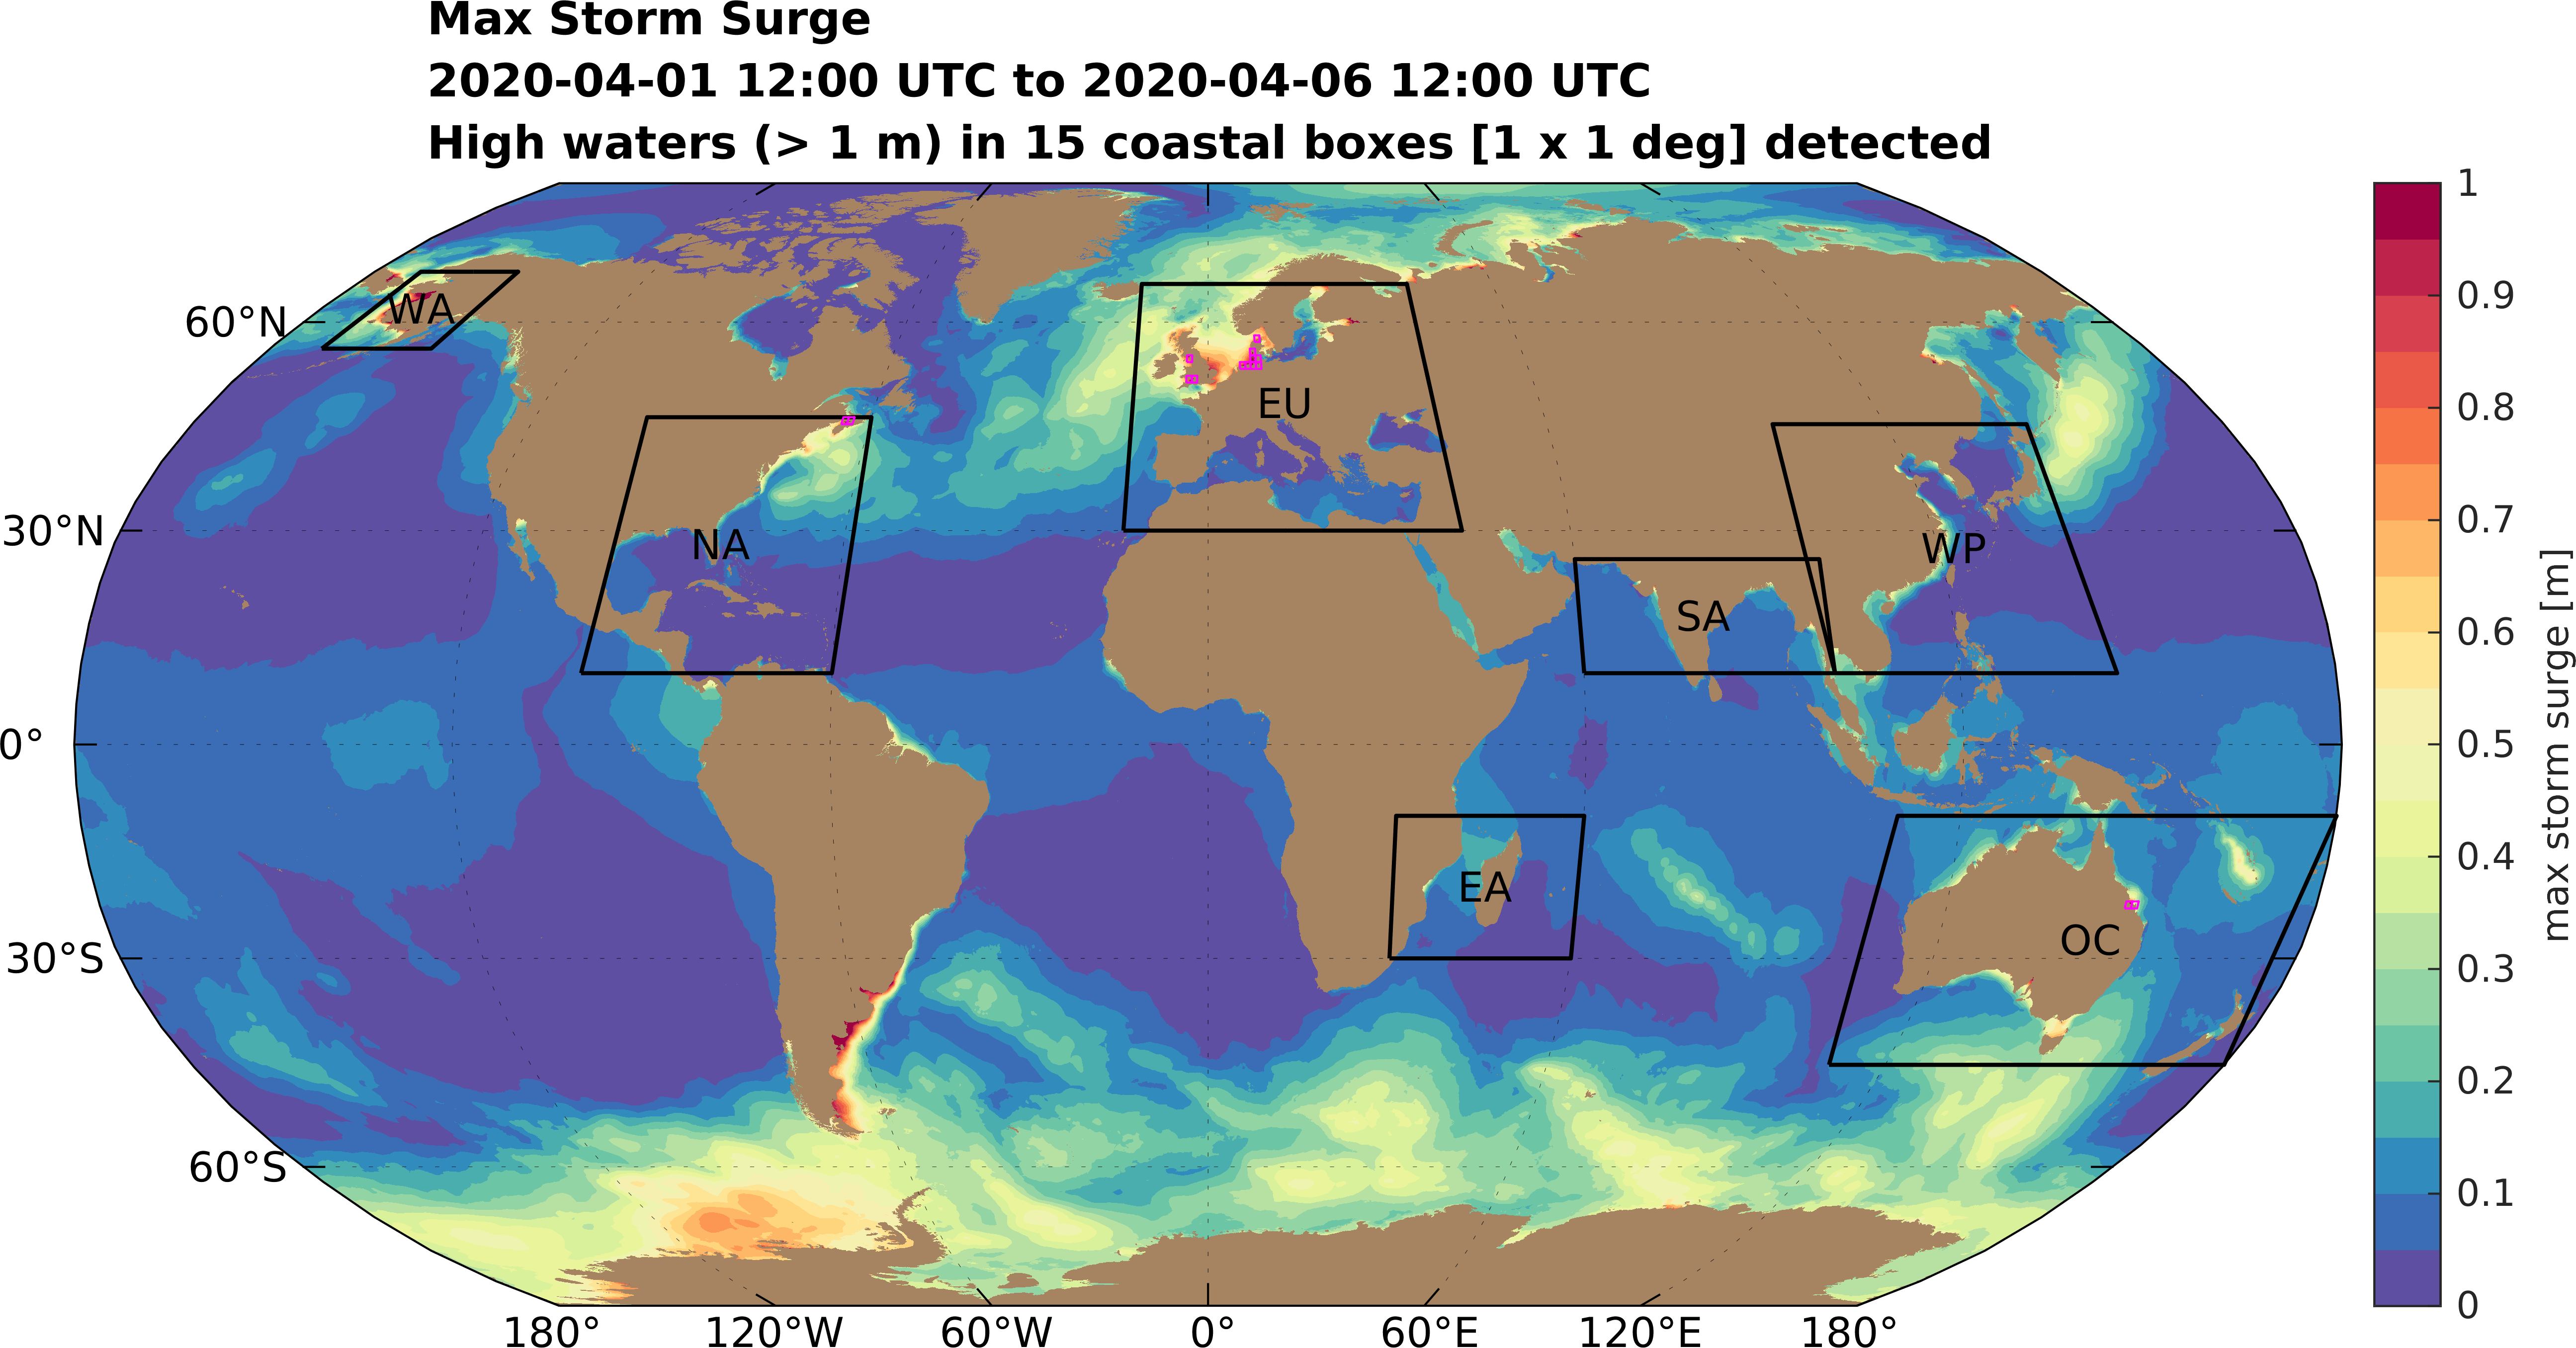 Max Storm Surge
2020-04-01 12:00 UTC to 2020-04-06 12:00 UTC
High waters (> 1 m) in 15 coastal boxes [1 x 1 deg] detected
60°N
30°N
0°
30°S
60°S
WA
NA
EU
SA
WP
EA
OC
180°
120°W
60°W
0°
60°E
120°E
180°
1
0.9
0.8
0.7
0.6
0.5
0.4
0.3
0.2
0.1
0
max storm surge [m]